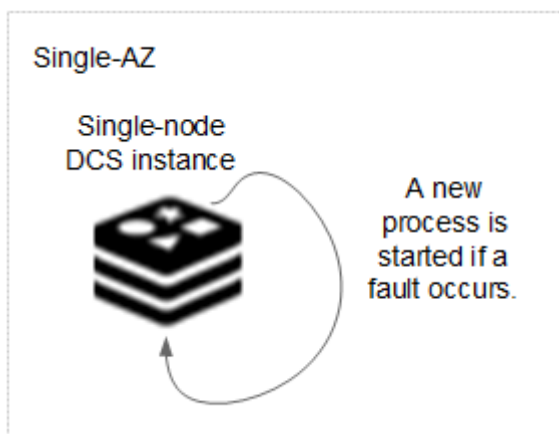 Single-AZ
Single-node
DCS instance
A new
process is
started if a
fault occurs.